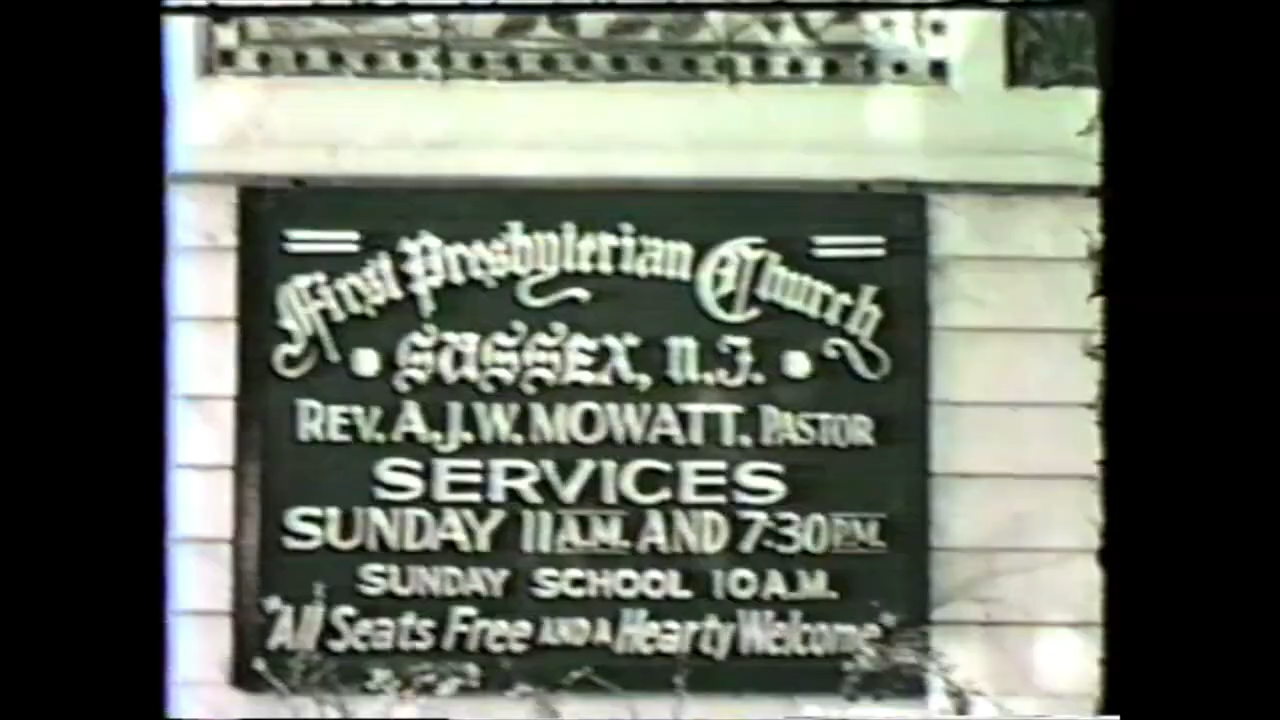 First Presbyterian Church
• SUSSEX, N.J. •
REV. A.J.W. MOWATT. PASTOR
SERVICES
SUNDAY 11 A.M. AND 7:30 P.M.
SUNDAY SCHOOL 10 A.M.
"All Seats Free AND A Hearty Welcome"